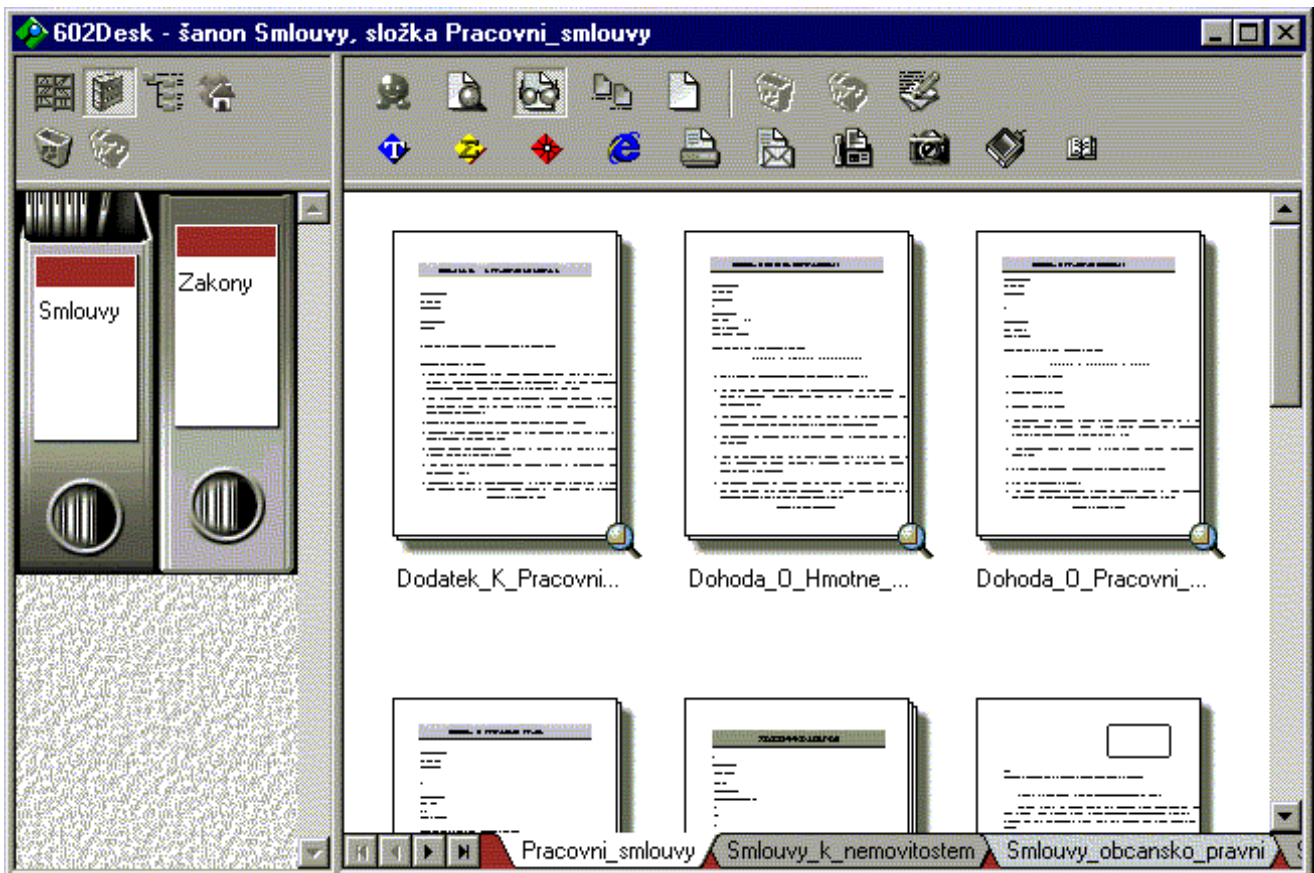 602Desk - šanon Smlouvy, složka Pracovni_smlouvy
Smlouvy
Zakony
Dodatek_K_Pracovni...
Dohoda_O_Hmotne_...
Dohoda_O_Pracovni_...
Pracovni_smlouvy
Smlouvy_k_nemovitostem
Smlouvy_obcansko_pravni